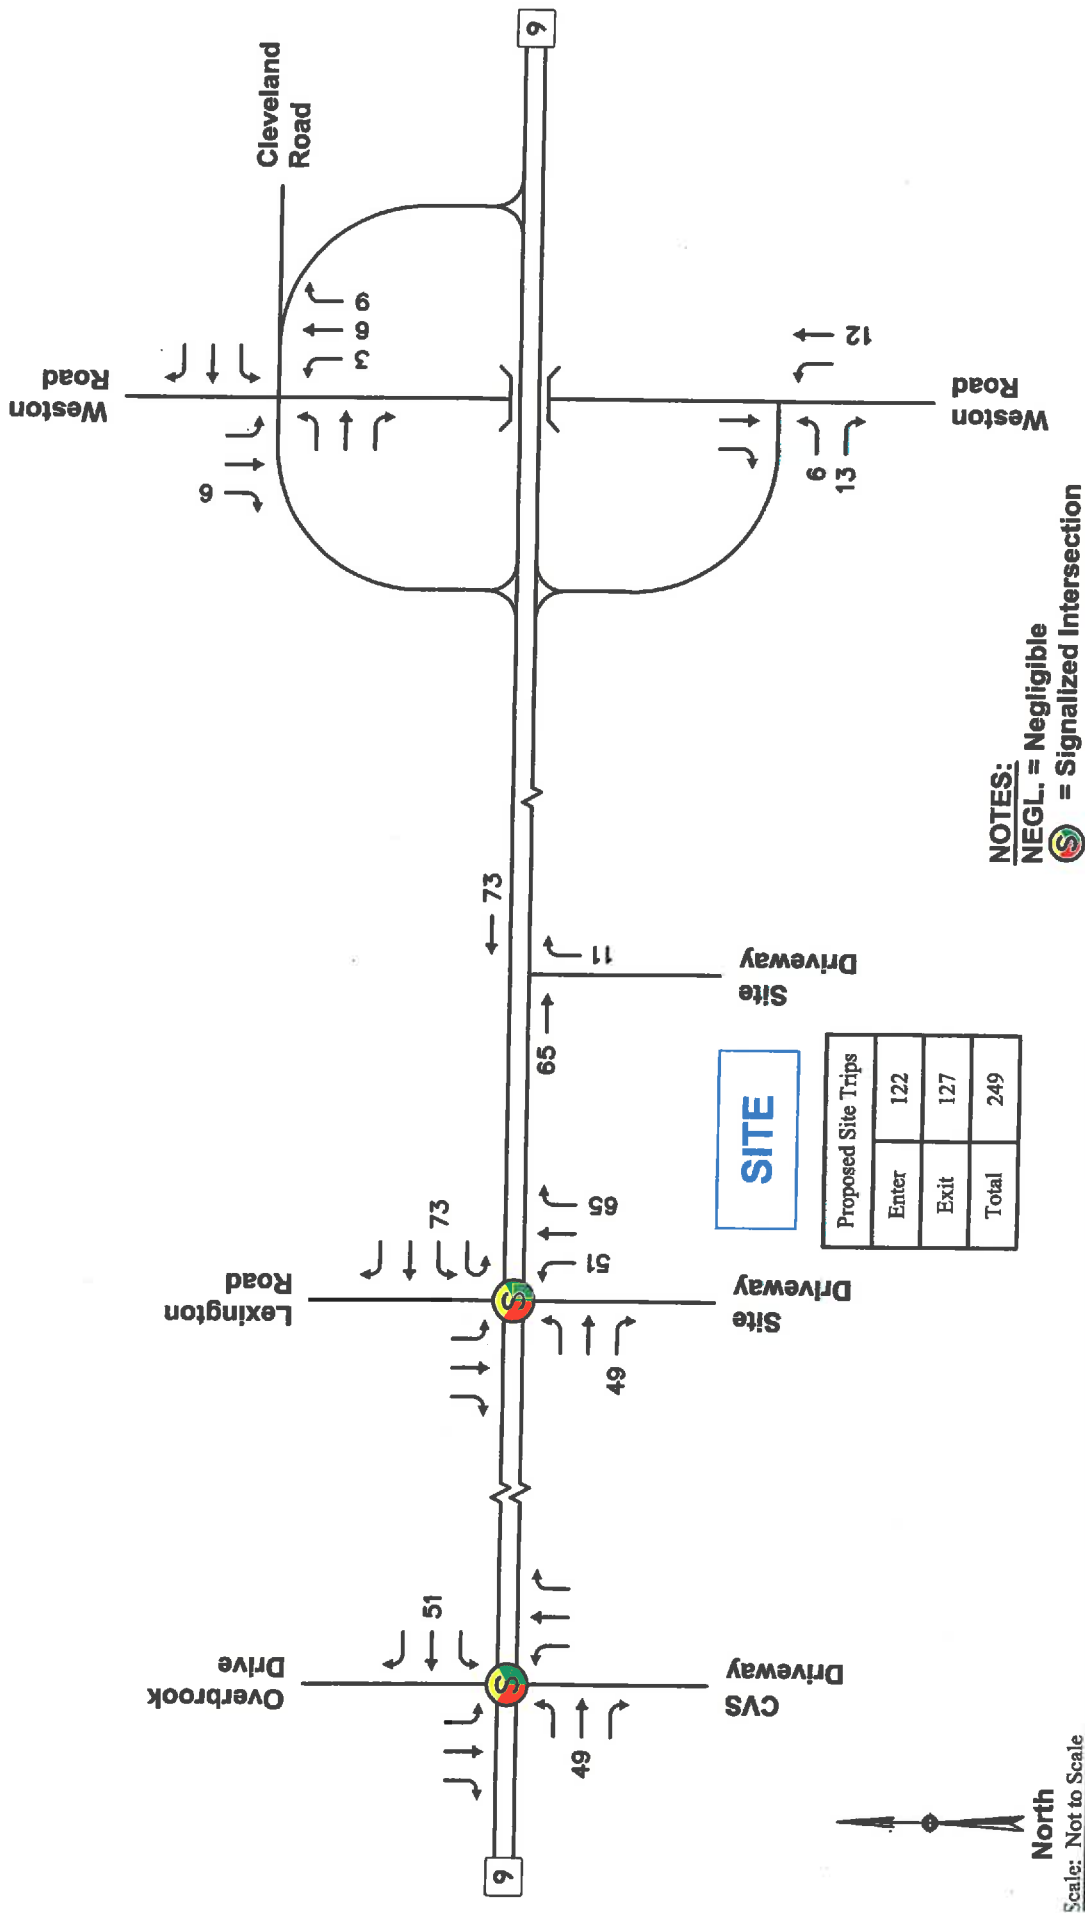 Overbrook
Drive
51
49
CVS
Driveway
9
Lexington
Road
73
49
51
65
Site
Driveway
65
73
11
Site
Driveway
SITE
Proposed Site Trips
Enter 122
Exit 127
Total 249
Weston
Road
Cleveland
Road
6
3
6
9
9
6
13
12
Weston
Road
NOTES:
NEGL. = Negligible
S = Signalized Intersection
North
Scale: Not to Scale